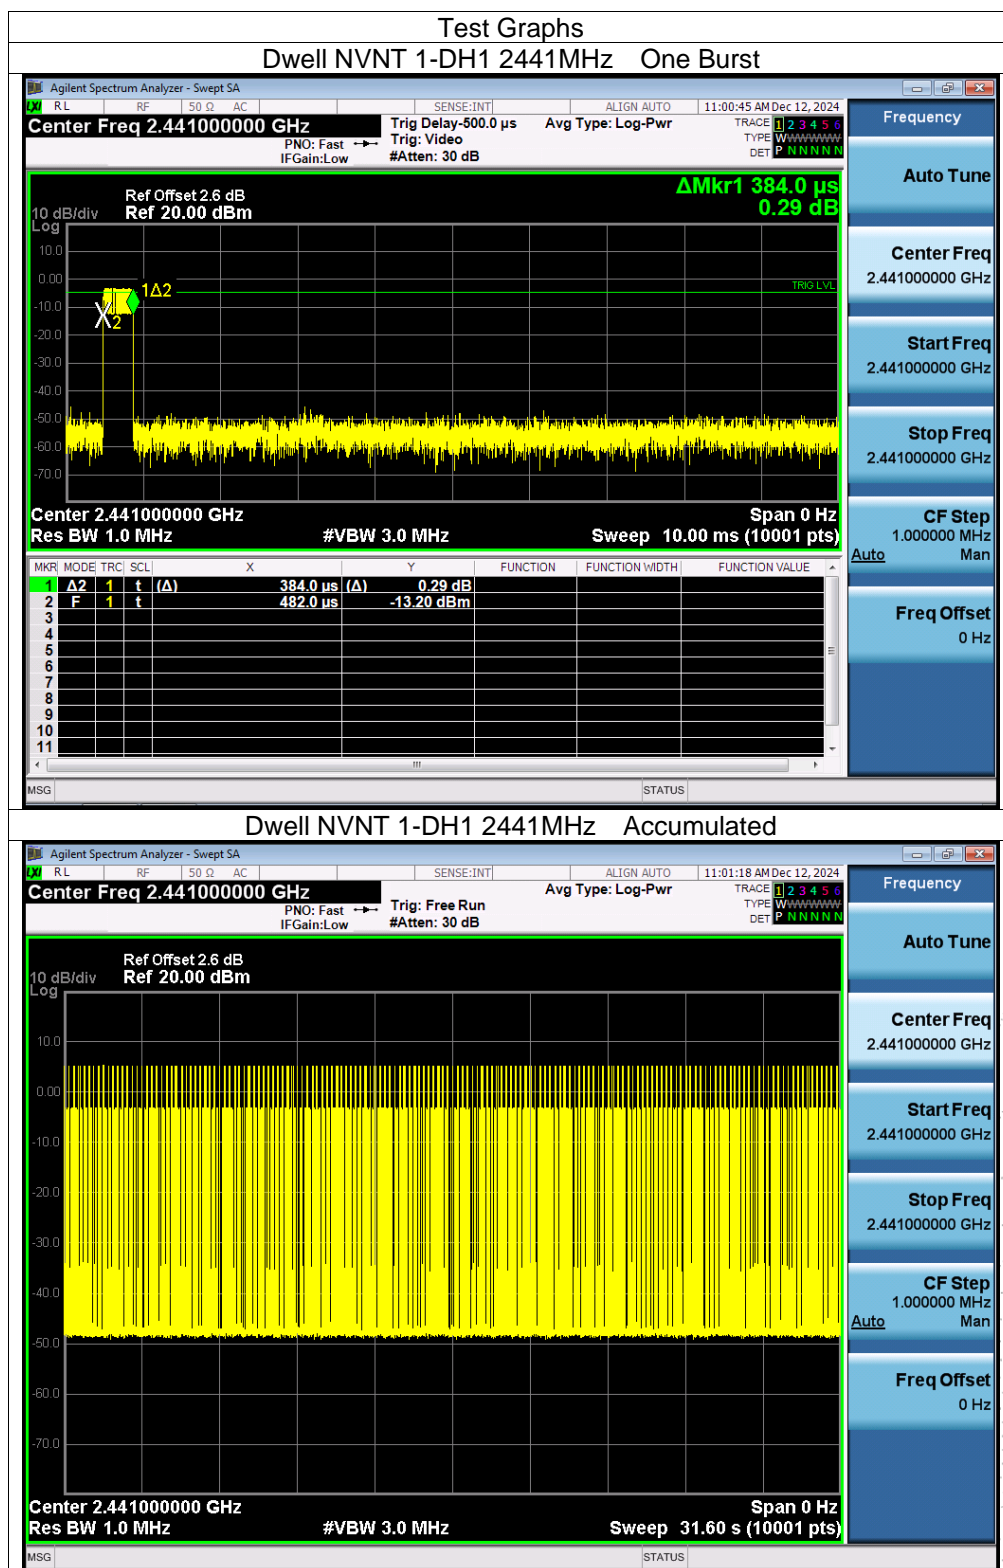 Test Graphs
Dwell NVNT 1-DH1 2441MHz One Burst
Agilent Spectrum Analyzer - Swept SA
LXI RL RF 50 Ω AC SENSE:INT ALIGN AUTO 11:00:45 AM Dec 12, 2024
Center Freq 2.441000000 GHz
PNO: Fast
IFGain:Low
Trig Delay-500.0 µs
Trig: Video
#Atten: 30 dB
Avg Type: Log-Pwr
TRACE 1 2 3 4 5 6
TYPE WWWWWW
DET P N N N N N
Ref Offset 2.6 dB
10 dB/div Ref 20.00 dBm
Log
ΔMkr1 384.0 µs
0.29 dB
10.0
0.00
-10.0
-20.0
-30.0
-40.0
-50.0
-60.0
-70.0
1Δ2
2
TRIG LVL
Center 2.441000000 GHz Span 0 Hz
Res BW 1.0 MHz #VBW 3.0 MHz Sweep 10.00 ms (10001 pts)
MKR MODE TRC SCL X Y FUNCTION FUNCTION WIDTH FUNCTION VALUE
1 Δ2 1 t (Δ) 384.0 µs (Δ) 0.29 dB
2 F 1 t 482.0 µs -13.20 dBm
3
4
5
6
7
8
9
10
11
MSG STATUS
Frequency
Auto Tune
Center Freq
2.441000000 GHz
Start Freq
2.441000000 GHz
Stop Freq
2.441000000 GHz
CF Step
1.000000 MHz
Auto Man
Freq Offset
0 Hz
Dwell NVNT 1-DH1 2441MHz Accumulated
Agilent Spectrum Analyzer - Swept SA
LXI RL RF 50 Ω AC SENSE:INT ALIGN AUTO 11:01:18 AM Dec 12, 2024
Center Freq 2.441000000 GHz
PNO: Fast
IFGain:Low
Trig: Free Run
#Atten: 30 dB
Avg Type: Log-Pwr
TRACE 1 2 3 4 5 6
TYPE WWWWWW
DET P N N N N N
Ref Offset 2.6 dB
10 dB/div Ref 20.00 dBm
Log
10.0
0.00
-10.0
-20.0
-30.0
-40.0
-50.0
-60.0
-70.0
Center 2.441000000 GHz Span 0 Hz
Res BW 1.0 MHz #VBW 3.0 MHz Sweep 31.60 s (10001 pts)
MSG STATUS
Frequency
Auto Tune
Center Freq
2.441000000 GHz
Start Freq
2.441000000 GHz
Stop Freq
2.441000000 GHz
CF Step
1.000000 MHz
Auto Man
Freq Offset
0 Hz